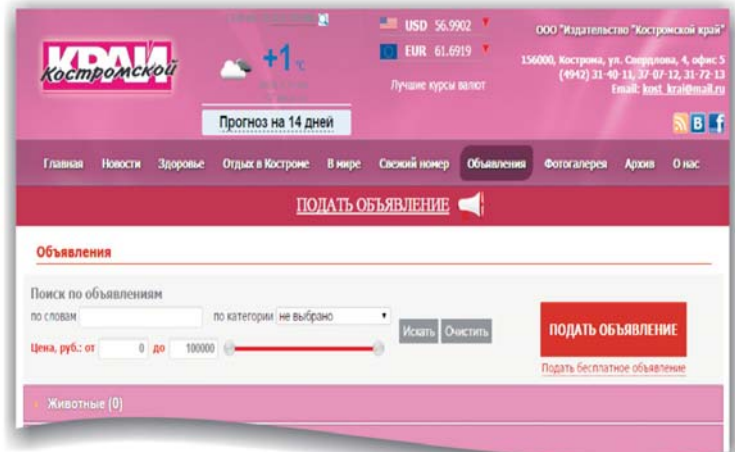 КРАЙ
Костромской
+1 °C
Прогноз на 14 дней
USD 56.9902
EUR 61.6919
Лучшие курсы валют
ООО "Издательство "Костромской край"
156000, Кострома, ул. Свердлова, 4, офис 5
(4942) 31-40-11, 37-07-12, 31-72-13
Email: kost_krai@mail.ru
Главная Новости Здоровье Отдых в Костроме В мире Свежий номер Объявления Фотогалерея Архив О нас
ПОДАТЬ ОБЪЯВЛЕНИЕ
Объявления
Поиск по объявлениям
по словам по категории не выбрано
Искать Очистить
Цена, руб.: от 0 до 100000
ПОДАТЬ ОБЪЯВЛЕНИЕ
Подать бесплатное объявление
Животные (0)